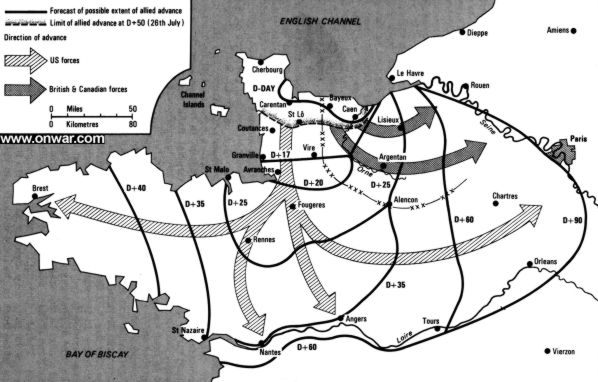 Forecast of possible extent of allied advance
Limit of allied advance at D+50 (26th July)
Direction of advance
US forces
British & Canadian forces
0 Miles 50
0 Kilometres 80
www.onwar.com
ENGLISH CHANNEL
Dieppe
Amiens
Cherbourg
Le Havre
Rouen
D-DAY
Channel
Islands
Carentan
Bayeux
Caen
St Lô
Lisieux
Seine
Paris
Coutances
Vire
Granville
D+17
Argentan
Orne
Avranches
St Malo
D+20
D+25
Brest
D+40
D+35
D+25
Fougeres
Alencon
Chartres
D+60
D+90
Rennes
Orleans
D+35
Angers
Tours
Loire
St Nazaire
Nantes
D+60
BAY OF BISCAY
Vierzon